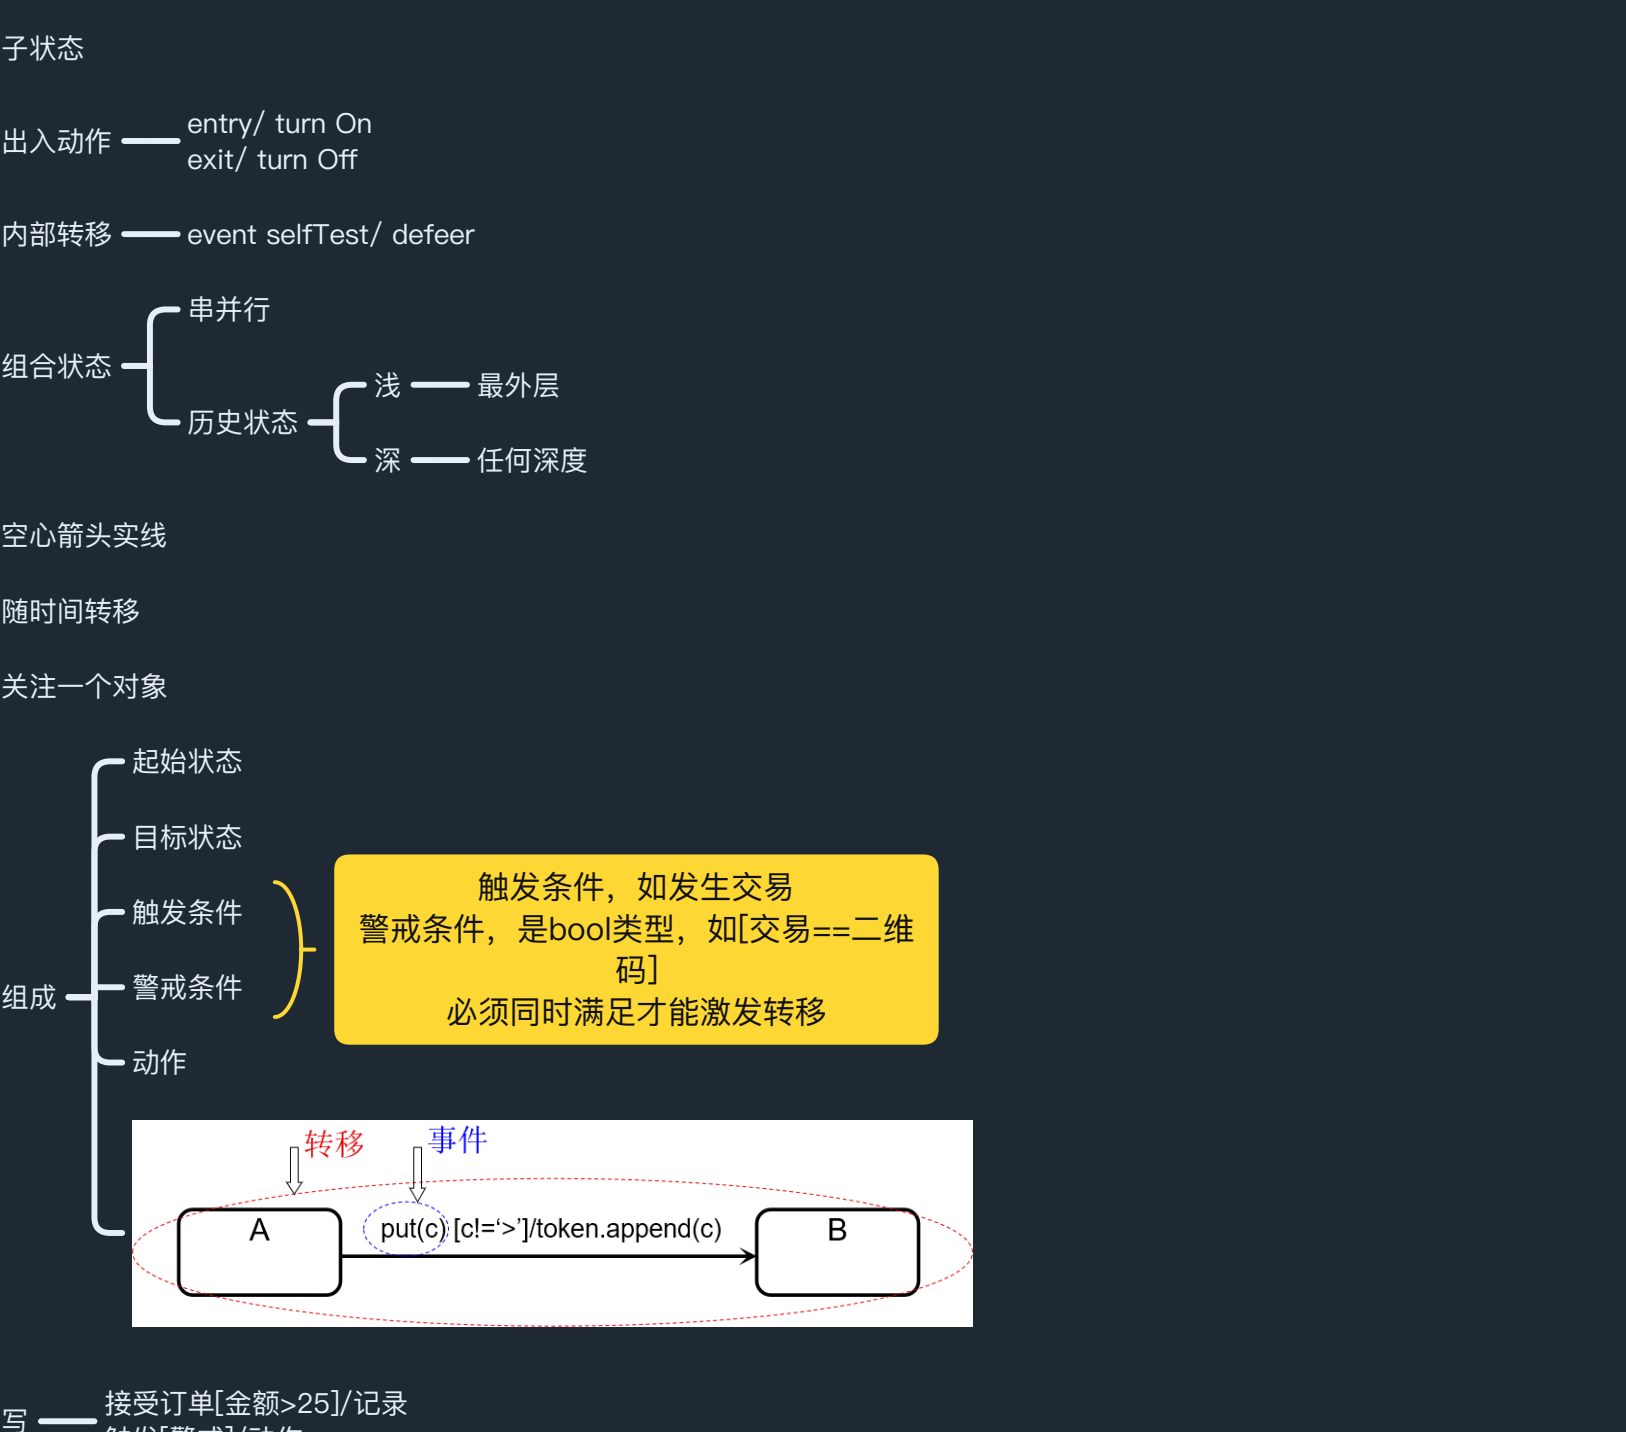 子状态
出入动作
entry/ turn On
exit/ turn Off
内部转移
event selfTest/ defeer
组合状态
串并行
历史状态
浅
最外层
深
任何深度
空心箭头实线
随时间转移
关注一个对象
组成
起始状态
目标状态
触发条件
警戒条件
触发条件，如发生交易
警戒条件，是bool类型，如[交易==二维
码]
必须同时满足才能激发转移
动作
转移
事件
A
put(c) [c!=‘>’]/token.append(c)
B
写
接受订单[金额>25]/记录
触发[警戒]/动作